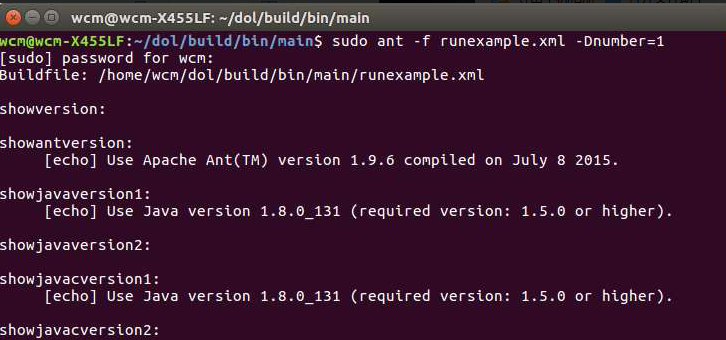 wcm@wcm-X455LF: ~/dol/build/bin/main
wcm@wcm-X455LF:~/dol/build/bin/main$ sudo ant -f runexample.xml -Dnumber=1
[sudo] password for wcm:
Buildfile: /home/wcm/dol/build/bin/main/runexample.xml
showversion:
showantversion:
[echo] Use Apache Ant(TM) version 1.9.6 compiled on July 8 2015.
showjavaversion1:
[echo] Use Java version 1.8.0_131 (required version: 1.5.0 or higher).
showjavaversion2:
showjavacversion1:
[echo] Use Java version 1.8.0_131 (required version: 1.5.0 or higher).
showjavacversion2: